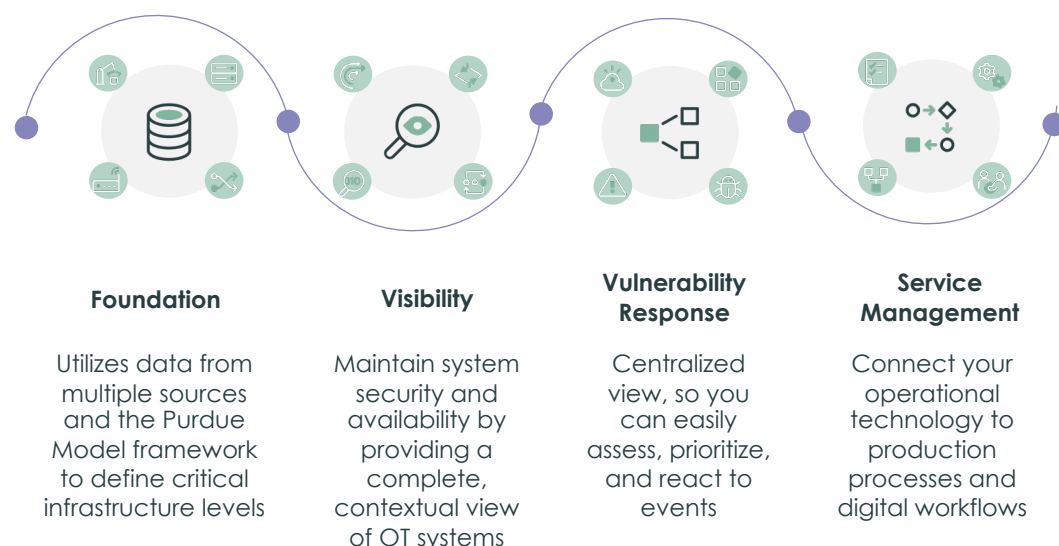 Foundation
Utilizes data from
multiple sources
and the Purdue
Model framework
to define critical
infrastructure levels
Visibility
Maintain system
security and
availability by
providing a
complete,
contextual view
of OT systems
Vulnerability
Response
Centralized
view, so you
can easily
assess, prioritize,
and react to
events
Service
Management
Connect your
operational
technology to
production
processes and
digital workflows